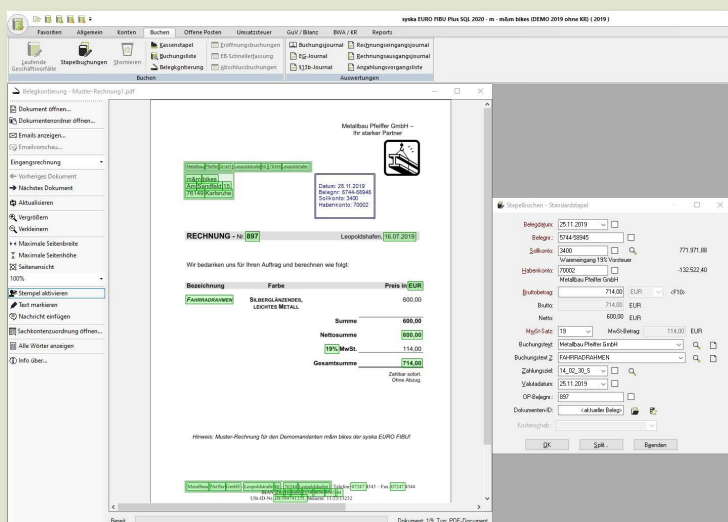 syska EURO FIBU Plus SQL 2020 - m - m&m bikes (DEMO 2019 ohne KR) ( 2019 )
Favoriten Allgemein Konten Buchen Offene Posten Umsatzsteuer GuV / Bilanz BWA / KR Reports
Laufende Geschäftsvorfälle
Stapelbuchungen
Stornieren
Kassenstapel
Buchungsliste
Belegkontierung
Eröffnungsbuchungen
EB-Schnellerfassung
Abschlussbuchungen
Buchen
Buchungsjournal
EG-Journal
§13b-Journal
Rechnungseingangsjournal
Rechnungsausgangsjournal
Anzahlungsvorgangsliste
Auswertungen
Belegkontierung - Muster-Rechnung1.pdf
Dokument öffnen...
Dokumentenordner öffnen...
Emails anzeigen...
Emailvorschau...
Eingangsrechnung
Vorheriges Dokument
Nächstes Dokument
Aktualisieren
Vergrößern
Verkleinern
Maximale Seitenbreite
Maximale Seitenhöhe
Seitenansicht
100%
Stempel aktivieren
Text markieren
Nachricht einfügen
Sachkontenzuordnung öffnen...
Alle Wörter anzeigen
Info über...
Metallbau Pfeiffer GmbH –
Ihr starker Partner
m&m bikes
Am Sandfeld 15
76149 Karlsruhe
Datum: 25.11.2019
Belegnr: 5744-58945
Sollkonto: 3400
Habenkonto: 70002
RECHNUNG - Nr. 897 Leopoldshafen, 16.07.2019
Wir bedanken uns für Ihren Auftrag und berechnen wie folgt:
Bezeichnung Farbe Preis in EUR
FAHRRADRAHMEN SILBERGLÄNZENDES, 600,00
LEICHTES METALL
Summe 600,00
Nettosumme 600,00
19% MwSt. 114,00
Gesamtsumme 714,00
Zahlbar sofort.
Ohne Abzug.
Hinweis: Muster-Rechnung für den Demomandanten m&m bikes der syska EURO FIBU!
Bereit
Dokument: 1/9, Typ: PDF-Document
Stapelbuchen - Standardstapel
Belegdatum: 25.11.2019
Belegnr.: 5744-58945
Sollkonto: 3400 771.971,88
Wareneingang 19% Vorsteuer
Habenkonto: 70002 -132.522,40
Metallbau Pfeiffer GmbH
Bruttobetrag: 714,00 EUR <F10>
Brutto: 714,00 EUR
Netto: 600,00 EUR
MwSt-Satz: 19 MwSt-Betrag: 114,00 EUR
Buchungstext: Metallbau Pfeiffer GmbH
Buchungstext 2: FAHRRADRAHMEN
Zahlungsziel: 14_02_30_S
Valutadatum: 25.11.2019
OP-Belegnr.: 897
Dokumenten-ID: <aktueller Beleg>
Kostenschab.:
OK Split... Beenden